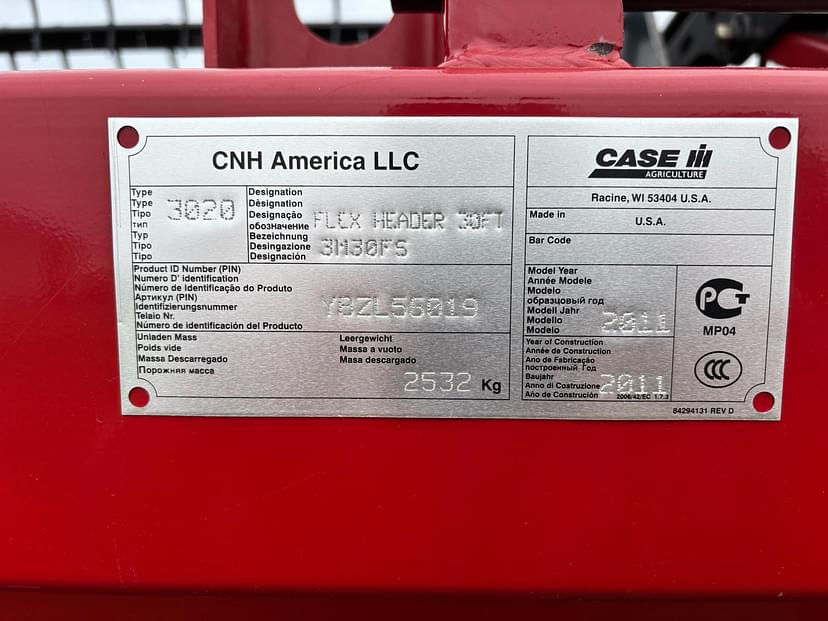 CNH America LLC
Type
Type
Tipo
тип
Typ
Tipo
Tipo
3020
Designation
Dèsignation
Designação
обозначение
Bezeichnung
Desingazione
Designación
FLEX HEADER 30FT
3M30FS
Product ID Number (PIN)
Numero D' identification
Número de Identificação do Produto
Артикул (PIN)
Identifizierungsnummer
Telaio Nr.
Número de identificación del Producto
YBZL56019
Unladen Mass
Poids vide
Massa Descarregado
Порожняя масса
Leergewicht
Massa a vuoto
Masa descargado
2532 Kg
CASE IH
AGRICULTURE
Racine, WI 53404 U.S.A.
Made in
U.S.A.
Bar Code
Model Year
Année Modele
Modelo
образцовый год
Modell Jahr
Modello
Modelo
2011
Year of Construction
Année de Construction
Ano de Fabricação
построенный Год
Baujahr
Anno di Costruzione
Año de Construción
2011
2006/42/EC 1.7.3
РСТ
MP04
CCC
84294131 REV D